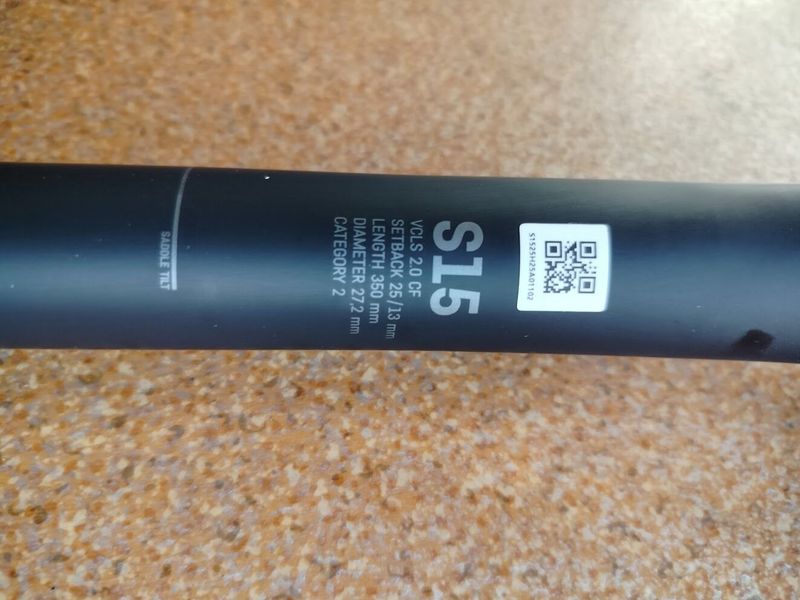 S15
VCLS 2.0 CF
SETBACK 25/13 mm
LENGTH 350 mm
DIAMETER 27,2 mm
CATEGORY 2
SADDLE TILT
S1525H25A01102